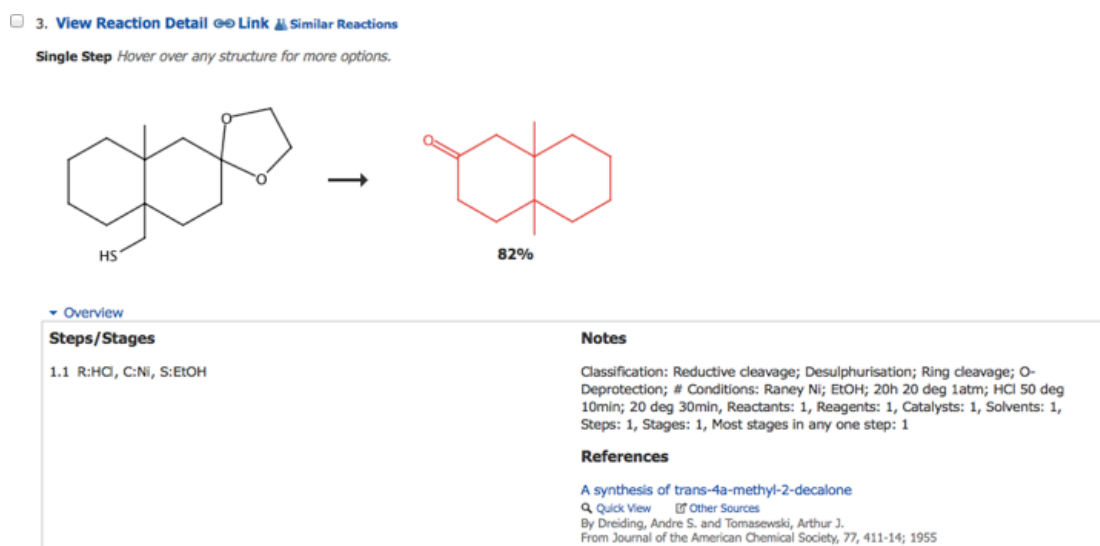 3. View Reaction Detail Link Similar Reactions
Single Step Hover over any structure for more options.
O
O
O
HS
82%
Overview
Steps/Stages
1.1 R:HCl, C:Ni, S:EtOH
Notes
Classification: Reductive cleavage; Desulphurisation; Ring cleavage; O-
Deprotection; # Conditions: Raney Ni; EtOH; 20h 20 deg 1atm; HCl 50 deg
10min; 20 deg 30min, Reactants: 1, Reagents: 1, Catalysts: 1, Solvents: 1,
Steps: 1, Stages: 1, Most stages in any one step: 1
References
A synthesis of trans-4a-methyl-2-decalone
Quick View Other Sources
By Dreiding, Andre S. and Tomasewski, Arthur J.
From Journal of the American Chemical Society, 77, 411-14; 1955